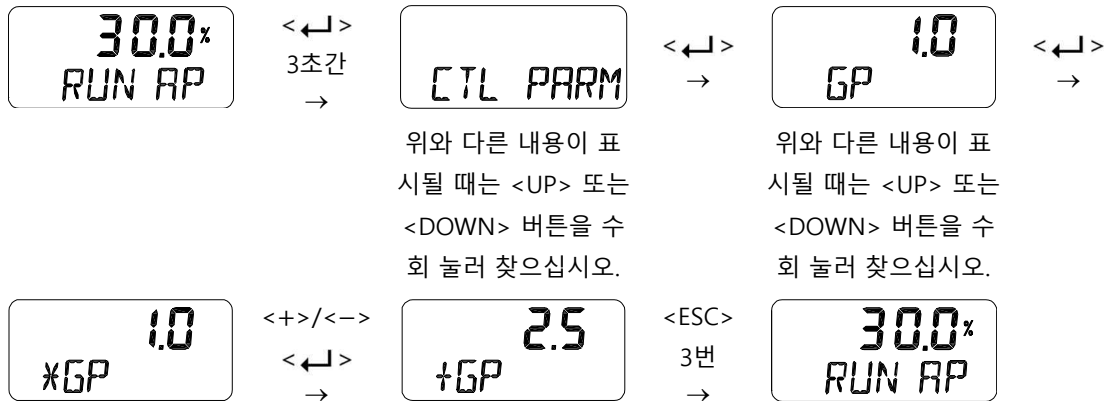 30.0%
RUN AP
<↵>
3초간
→
CTL PARM
<↵>
→
1.0
GP
<↵>
→
위와 다른 내용이 표
시될 때는 <UP> 또는
<DOWN> 버튼을 수
회 눌러 찾으십시오.
위와 다른 내용이 표
시될 때는 <UP> 또는
<DOWN> 버튼을 수
회 눌러 찾으십시오.
1.0
*GP
<+>/<−>
<↵>
→
2.5
+GP
<ESC>
3번
→
30.0%
RUN AP